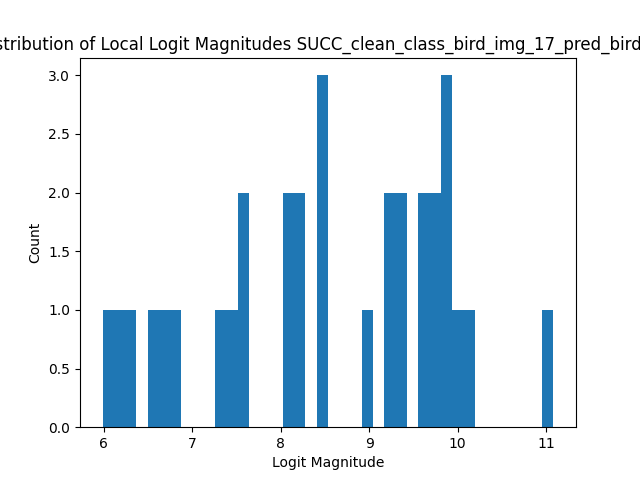 stribution of Local Logit Magnitudes SUCC_clean_class_bird_img_17_pred_bird
3.0
2.5
2.0
1.5
1.0
0.5
0.0
Count
6 7 8 9 10 11
Logit Magnitude